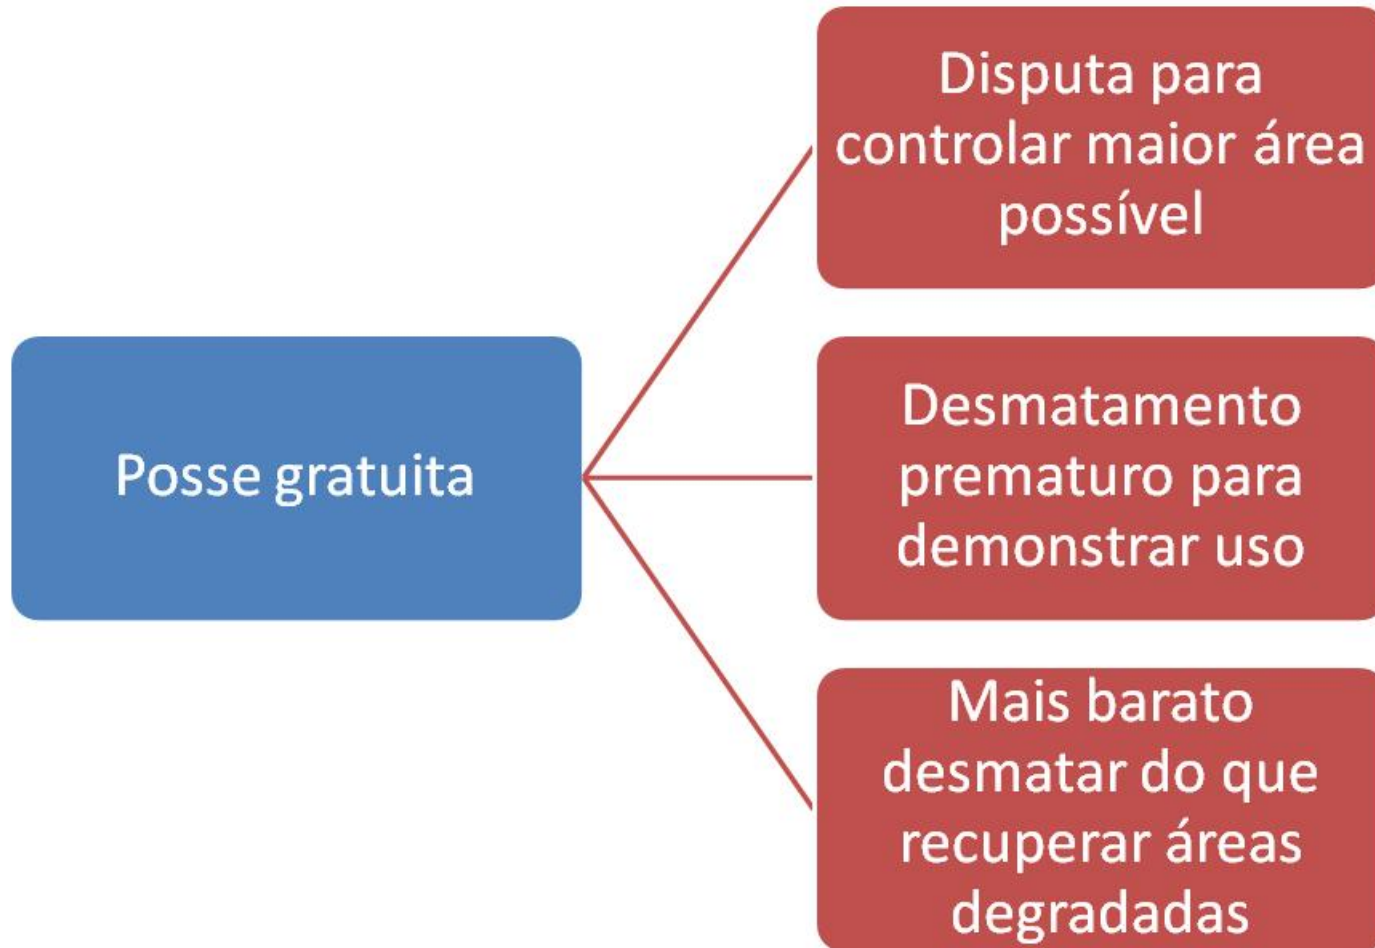 Posse gratuita
Disputa para
controlar maior área
possível
Desmatamento
prematuro para
demonstrar uso
Mais barato
desmatar do que
recuperar áreas
degradadas